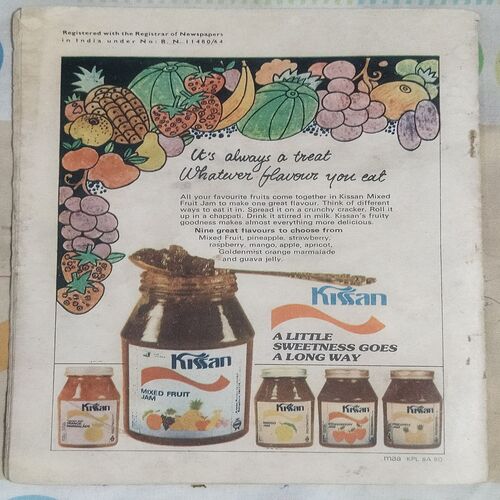 Registered with the Registrar of Newspapers
in India under No: R. N. 11480/64
It's always a treat
Whatever flavour you eat
All your favourite fruits come together in Kissan Mixed
Fruit Jam to make one great flavour. Think of different
ways to eat it in. Spread it on a crunchy cracker. Roll it
up in a chappati. Drink it stirred in milk. Kissan's fruity
goodness makes almost everything more delicious.
Nine great flavours to choose from
Mixed Fruit, pineapple, strawberry,
raspberry, mango, apple, apricot,
Goldenmist orange marmalade
and guava jelly.
Kissan
A LITTLE
SWEETNESS GOES
A LONG WAY
Kissan
MIXED FRUIT
JAM
Kissan
Kissan
MANGO
JAM
Kissan
Kissan
maa KPL 8A 80